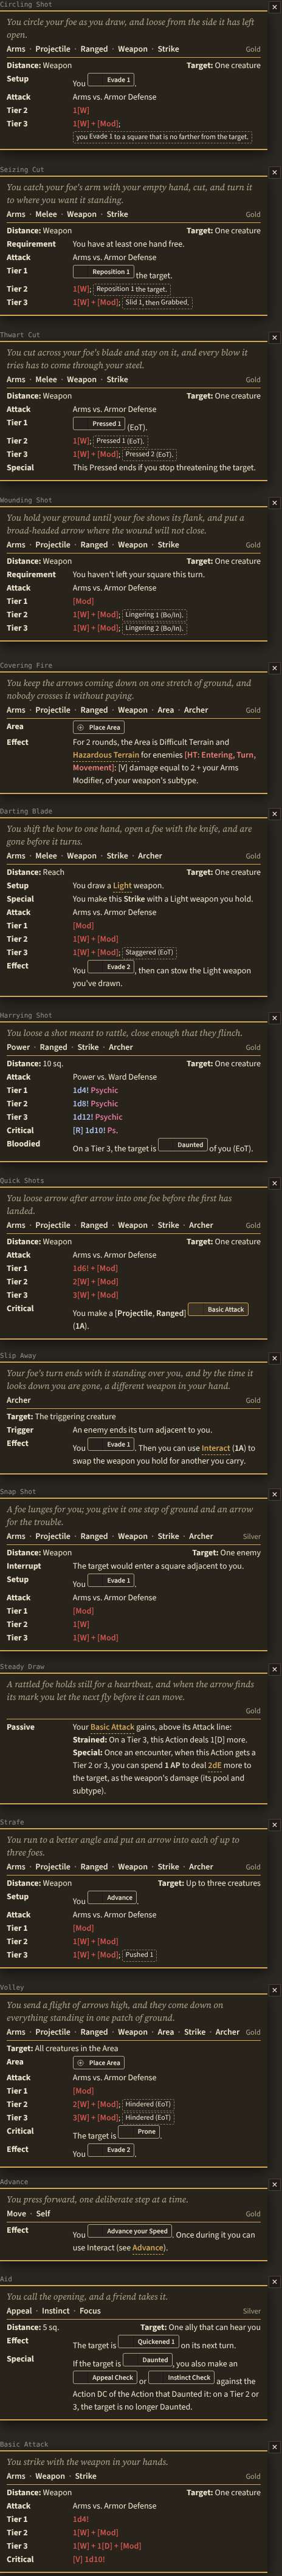 Circling Shot
You circle your foe as you draw, and loose from the side it has left
open.
Arms · Projectile · Ranged · Weapon · Strike Gold
Distance: Weapon Target: One creature
Setup You Evade 1.
Attack Arms vs. Armor Defense
Tier 2 1[W]
Tier 3 1[W] + [Mod];
you Evade 1 to a square that is no farther from the target.
Seizing Cut
You catch your foe's arm with your empty hand, cut, and turn it
to where you want it standing.
Arms · Melee · Weapon · Strike Gold
Distance: Weapon Target: One creature
Requirement You have at least one hand free.
Attack Arms vs. Armor Defense
Tier 1 Reposition 1 the target.
Tier 2 1[W]; Reposition 1 the target.
Tier 3 1[W] + [Mod]; Slid 1, then Grabbed.
Thwart Cut
You cut across your foe's blade and stay on it, and every blow it
tries has to come through your steel.
Arms · Melee · Weapon · Strike Gold
Distance: Weapon Target: One creature
Attack Arms vs. Armor Defense
Tier 1 Pressed 1 (EoT).
Tier 2 1[W]; Pressed 1 (EoT).
Tier 3 1[W] + [Mod]; Pressed 2 (EoT).
Special This Pressed ends if you stop threatening the target.
Wounding Shot
You hold your ground until your foe shows its flank, and put a
broad-headed arrow where the wound will not close.
Arms · Projectile · Ranged · Weapon · Strike Gold
Distance: Weapon Target: One creature
Requirement You haven't left your square this turn.
Attack Arms vs. Armor Defense
Tier 1 [Mod]
Tier 2 1[W] + [Mod]; Lingering 1 (Bo/In).
Tier 3 1[W] + [Mod]; Lingering 2 (Bo/In).
Covering Fire
You keep the arrows coming down on one stretch of ground, and
nobody crosses it without paying.
Arms · Projectile · Ranged · Weapon · Area · Archer Gold
Area Place Area
Effect For 2 rounds, the Area is Difficult Terrain and
Hazardous Terrain for enemies [HT: Entering, Turn,
Movement]: [V] damage equal to 2 + your Arms
Modifier, of your weapon's subtype.
Darting Blade
You shift the bow to one hand, open a foe with the knife, and are
gone before it turns.
Arms · Melee · Weapon · Strike · Archer Gold
Distance: Reach Target: One creature
Setup You draw a Light weapon.
Special You make this Strike with a Light weapon you hold.
Attack Arms vs. Armor Defense
Tier 1 [Mod]
Tier 2 1[W] + [Mod]
Tier 3 1[W] + [Mod]; Staggered (EoT)
Effect You Evade 2, then can stow the Light weapon
you've drawn.
Harrying Shot
You loose a shot meant to rattle, close enough that they flinch.
Power · Ranged · Strike · Archer Gold
Distance: 10 sq. Target: One creature
Attack Power vs. Ward Defense
Tier 1 1d4! Psychic
Tier 2 1d8! Psychic
Tier 3 1d12! Psychic
Critical [R] 1d10! Ps.
Bloodied On a Tier 3, the target is Daunted of you (EoT).
Quick Shots
You loose arrow after arrow into one foe before the first has
landed.
Arms · Projectile · Ranged · Weapon · Strike · Archer Gold
Distance: Weapon Target: One creature
Attack Arms vs. Armor Defense
Tier 1 1d6! + [Mod]
Tier 2 2[W] + [Mod]
Tier 3 3[W] + [Mod]
Critical You make a [Projectile, Ranged] Basic Attack
(1A).
Slip Away
Your foe's turn ends with it standing over you, and by the time it
looks down you are gone, a different weapon in your hand.
Archer Gold
Target: The triggering creature
Trigger An enemy ends its turn adjacent to you.
Effect You Evade 1. Then you can use Interact (1A) to
swap the weapon you hold for another you carry.
Snap Shot
A foe lunges for you; you give it one step of ground and an arrow
for the trouble.
Arms · Projectile · Ranged · Weapon · Strike · Archer Silver
Distance: Weapon Target: One enemy
Interrupt The target would enter a square adjacent to you.
Setup You Evade 1.
Attack Arms vs. Armor Defense
Tier 1 [Mod]
Tier 2 1[W]
Tier 3 1[W] + [Mod]
Steady Draw
A rattled foe holds still for a heartbeat, and when the arrow finds
its mark you let the next fly before it can move.
Gold
Passive Your Basic Attack gains, above its Attack line:
Strained: On a Tier 3, this Action deals 1[D] more.
Special: Once an encounter, when this Action gets a
Tier 2 or 3, you can spend 1 AP to deal 2dE more to
the target, as the weapon's damage (its pool and
subtype).
Strafe
You run to a better angle and put an arrow into each of up to
three foes.
Arms · Projectile · Ranged · Weapon · Strike · Archer Gold
Distance: Weapon Target: Up to three creatures
Setup You Advance.
Attack Arms vs. Armor Defense
Tier 1 [Mod]
Tier 2 1[W] + [Mod]
Tier 3 1[W] + [Mod]; Pushed 1
Volley
You send a flight of arrows high, and they come down on
everything standing in one patch of ground.
Arms · Projectile · Ranged · Weapon · Area · Strike · Archer Gold
Target: All creatures in the Area
Area Place Area
Attack Arms vs. Armor Defense
Tier 1 [Mod]
Tier 2 2[W] + [Mod]; Hindered (EoT)
Tier 3 3[W] + [Mod]; Hindered (EoT)
Critical The target is Prone.
Effect You Evade 2.
Advance
You press forward, one deliberate step at a time.
Move · Self Gold
Effect You Advance your Speed. Once during it you can
use Interact (see Advance).
Aid
You call the opening, and a friend takes it.
Appeal · Instinct · Focus Silver
Distance: 5 sq. Target: One ally that can hear you
Effect The target is Quickened 1 on its next turn.
Special If the target is Daunted, you also make an
Appeal Check or Instinct Check against the
Action DC of the Action that Daunted it: on a Tier 2 or
3, the target is no longer Daunted.
Basic Attack
You strike with the weapon in your hands.
Arms · Weapon · Strike Gold
Distance: Weapon Target: One creature
Attack Arms vs. Armor Defense
Tier 1 1d4!
Tier 2 1[W] + [Mod]
Tier 3 1[W] + 1[D] + [Mod]
Critical [V] 1d10!